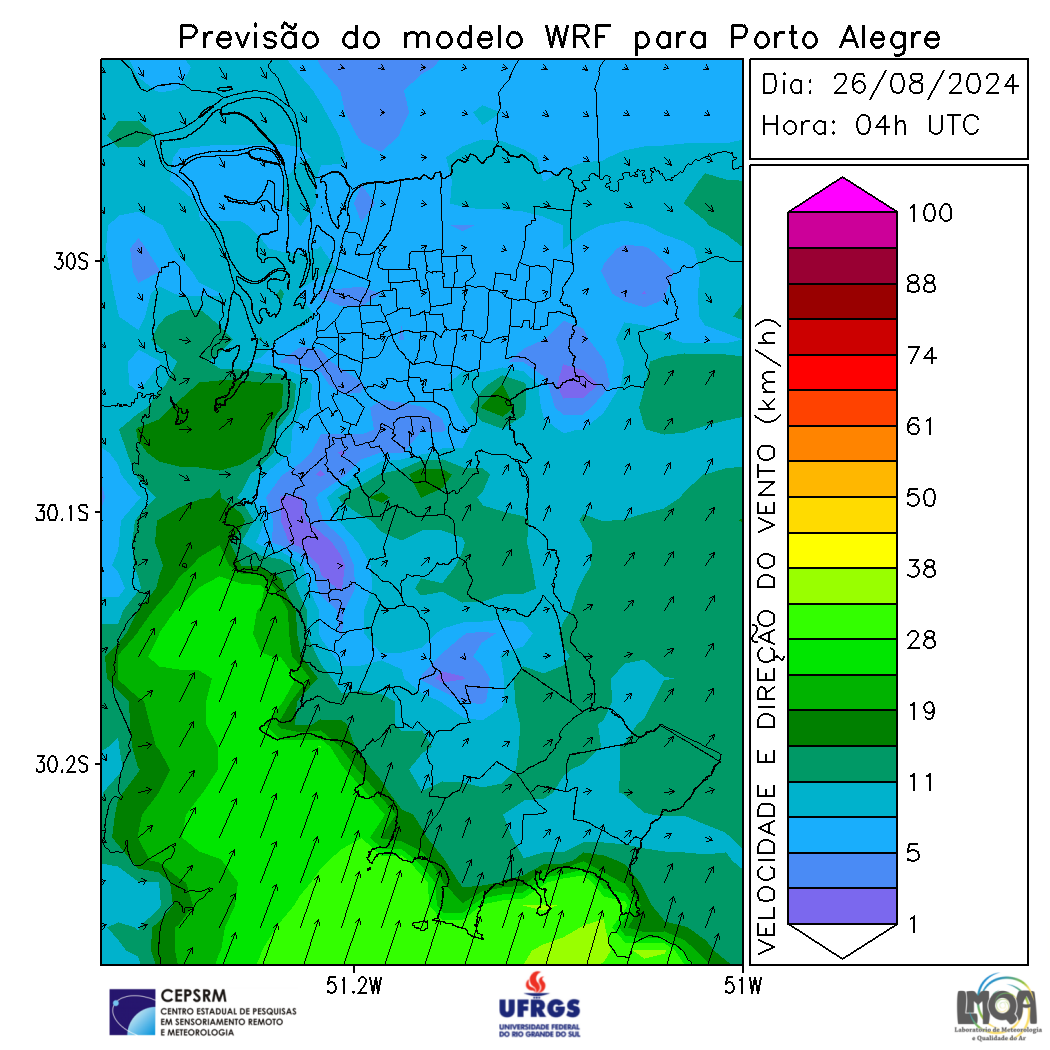 Previsão do modelo WRF para Porto Alegre
Dia: 26/08/2024
Hora: 04h UTC
30S
30.1S
30.2S
51.2W
51W
VELOCIDADE E DIREÇÃO DO VENTO (km/h)
100
88
74
61
50
38
28
19
11
5
1
CEPSRM
CENTRO ESTADUAL DE PESQUISAS
EM SENSORIAMENTO REMOTO
E METEOROLOGIA
UFRGS
UNIVERSIDADE FEDERAL
DO RIO GRANDE DO SUL
LMQA
Laboratório de Meteorologia
e Qualidade do Ar